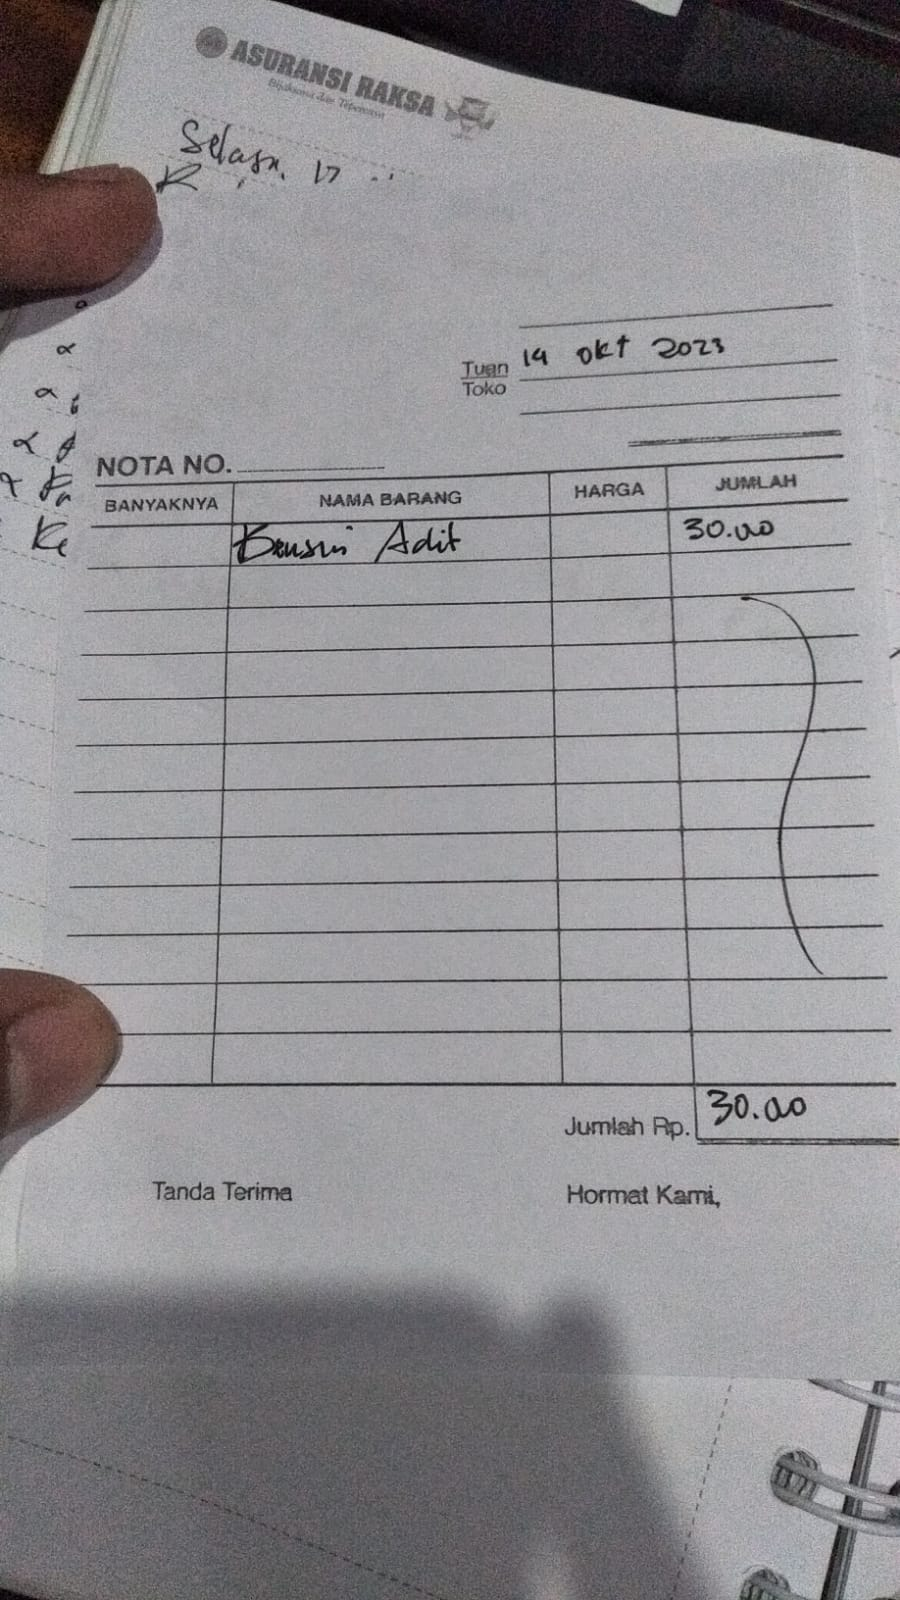 ASURANSI RAKSA
Selasa, 17
14 okt 2023
Tuan
Toko
NOTA NO.
BANYAKNYA NAMA BARANG HARGA JUMLAH
Bensin Adit 30.000
Jumlah Rp. 30.000
Tanda Terima Hormat Kami,